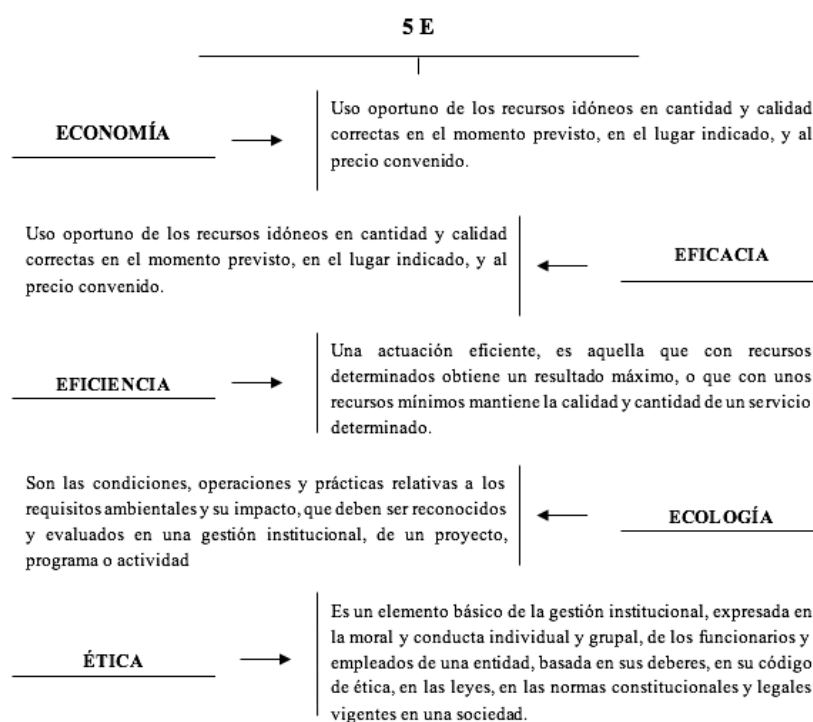 5 E
ECONOMÍA
Uso oportuno de los recursos idóneos en cantidad y calidad
correctas en el momento previsto, en el lugar indicado, y al
precio convenido.
Uso oportuno de los recursos idóneos en cantidad y calidad
correctas en el momento previsto, en el lugar indicado, y al
precio convenido.
EFICACIA
EFICIENCIA
Una actuación eficiente, es aquella que con recursos
determinados obtiene un resultado máximo, o que con unos
recursos mínimos mantiene la calidad y cantidad de un servicio
determinado.
Son las condiciones, operaciones y prácticas relativas a los
requisitos ambientales y su impacto, que deben ser reconocidos
y evaluados en una gestión institucional, de un proyecto,
programa o actividad
ECOLOGÍA
ÉTICA
Es un elemento básico de la gestión institucional, expresada en
la moral y conducta individual y grupal, de los funcionarios y
empleados de una entidad, basada en sus deberes, en su código
de ética, en las leyes, en las normas constitucionales y legales
vigentes en una sociedad.